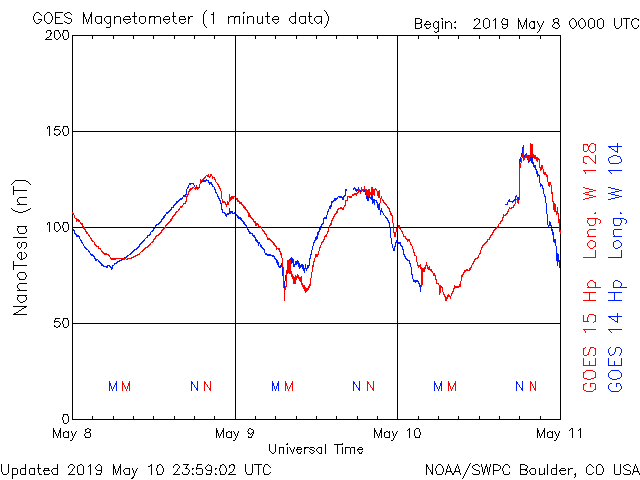 GOES Magnetometer (1 minute data)
Begin: 2019 May 8 0000 UTC
200
150
100
50
0
NanoTesla (nT)
M M N N M M N N M M N N
May 8 May 9 May 10 May 11
Universal Time
GOES 15 Hp Long. W 128
GOES 14 Hp Long. W 104
Updated 2019 May 10 23:59:02 UTC
NOAA/SWPC Boulder, CO USA